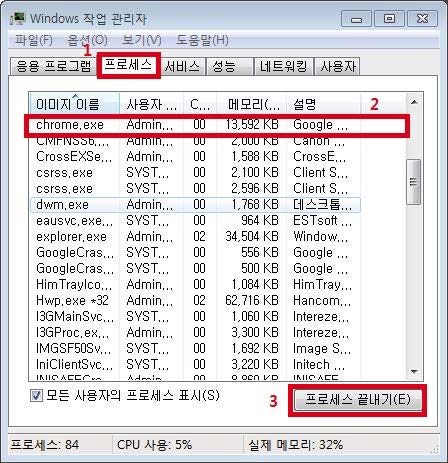 Windows 작업 관리자
파일(F) 옵션(O) 보기(V) 도움말(H)
1
응용 프로그램 프로세스 서비스 성능 네트워킹 사용자
이미지 이름 사용자 ... C... 메모리(... 설명
2
chrome.exe Admin... 00 13,592 KB Google ...
CMFNSS6... Admin... 00 2,000 KB Canon ...
CrossEXSe... Admin... 00 1,588 KB CrossE...
csrss.exe SYST... 00 2,100 KB Client S...
csrss.exe SYST... 00 2,596 KB Client S...
dwm.exe Admin... 00 1,768 KB 데스크톱...
eausvc.exe SYST... 00 964 KB ESTsoft ...
explorer.exe Admin... 02 34,504 KB Window...
GoogleCras... SYST... 00 556 KB Google ...
GoogleCras... SYST... 00 500 KB Google ...
HimTrayIco... Admin... 00 1,084 KB HimTray...
Hwp.exe *32 Admin... 02 62,716 KB Hancom...
I3GMainSvc... SYST... 00 1,060 KB Intereze...
I3GProc.ex... Admin... 00 3,300 KB Intereze...
IMGSF50Sv... SYST... 00 1,692 KB Image S...
IniClientSvc... SYST... 00 3,220 KB Initech ...
INISAFECre... Admin... 00 8,860 KB INISAFE...
모든 사용자의 프로세스 표시(S)
3 프로세스 끝내기(E)
프로세스: 84 CPU 사용: 5% 실제 메모리: 32%